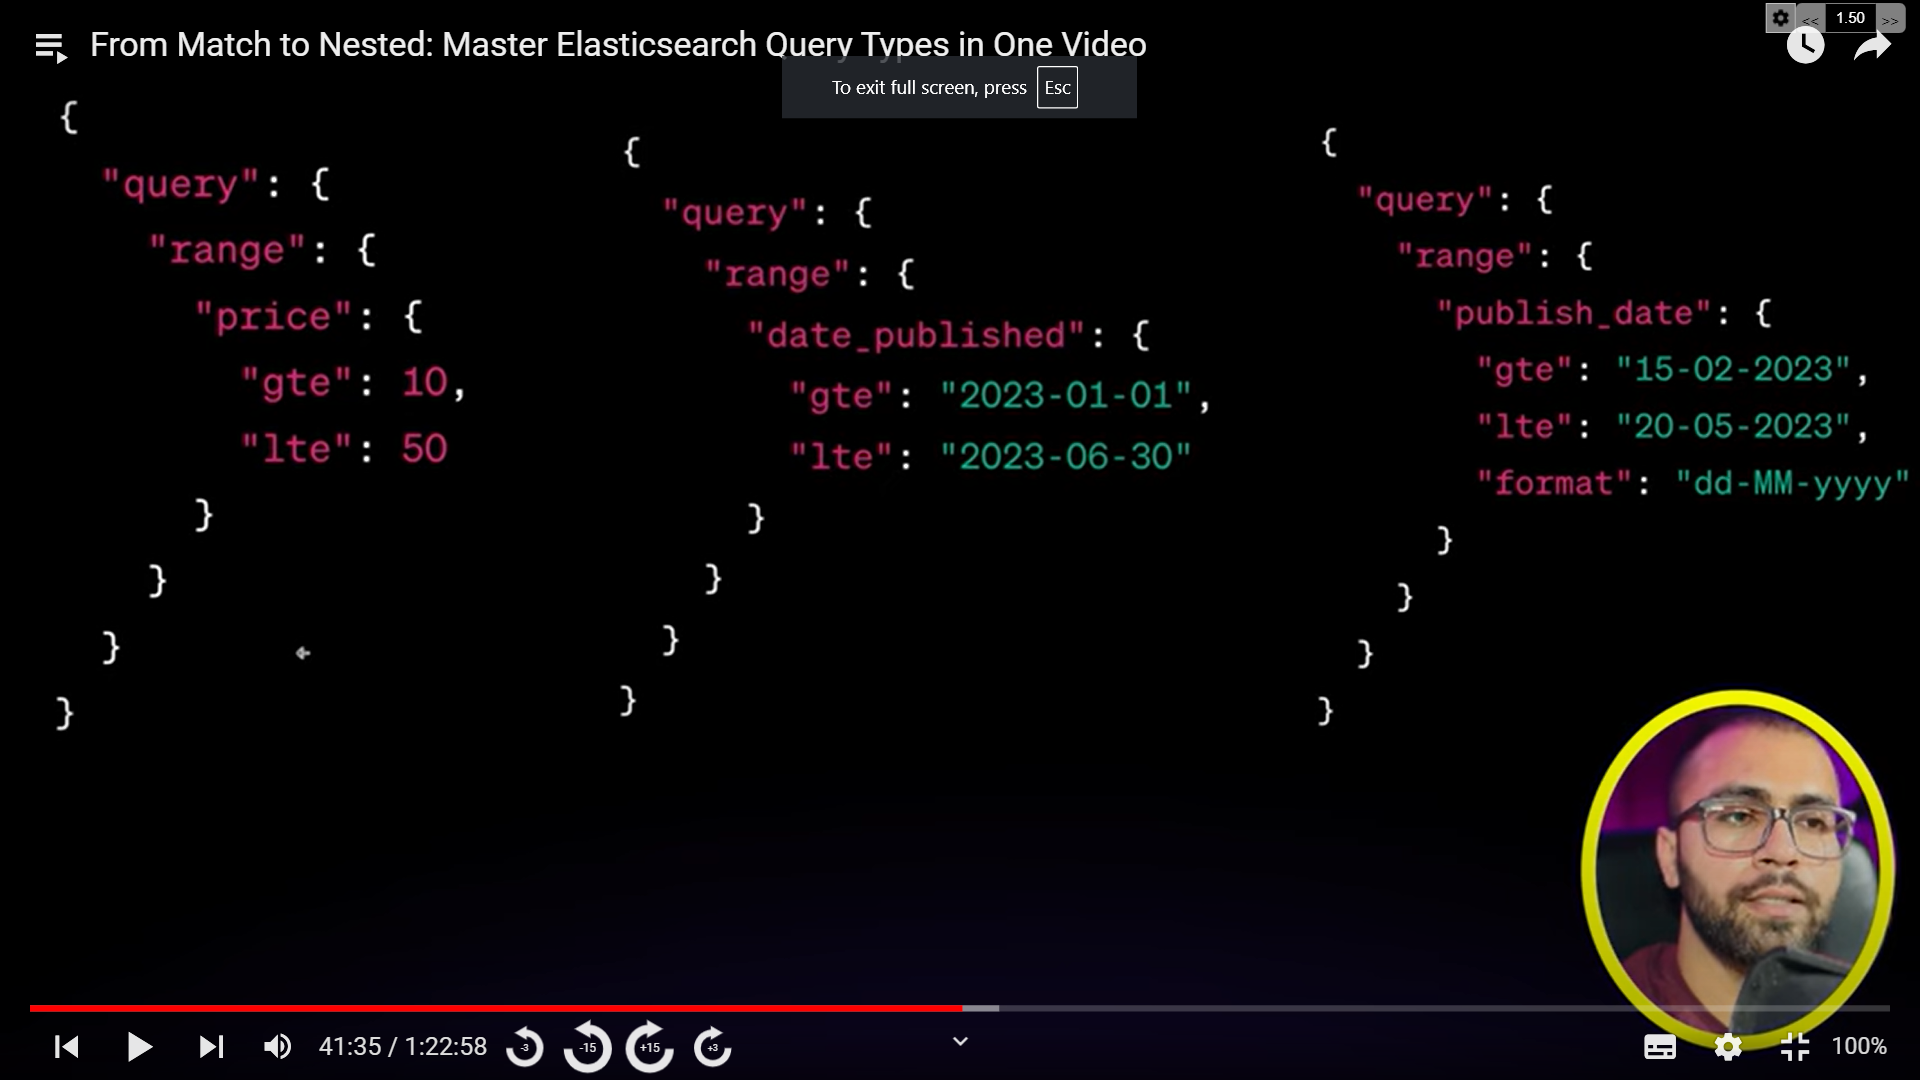 From Match to Nested: Master Elasticsearch Query Types in One Video
<< 1.50 >>
To exit full screen, press Esc
{
"query": {
"range": {
"price": {
"gte": 10,
"lte": 50
}
}
}
}
{
"query": {
"range": {
"date_published": {
"gte": "2023-01-01",
"lte": "2023-06-30"
}
}
}
}
{
"query": {
"range": {
"publish_date": {
"gte": "15-02-2023",
"lte": "20-05-2023",
"format": "dd-MM-yyyy"
}
}
}
}
41:35 / 1:22:58
-3
-15
+15
+3
100%